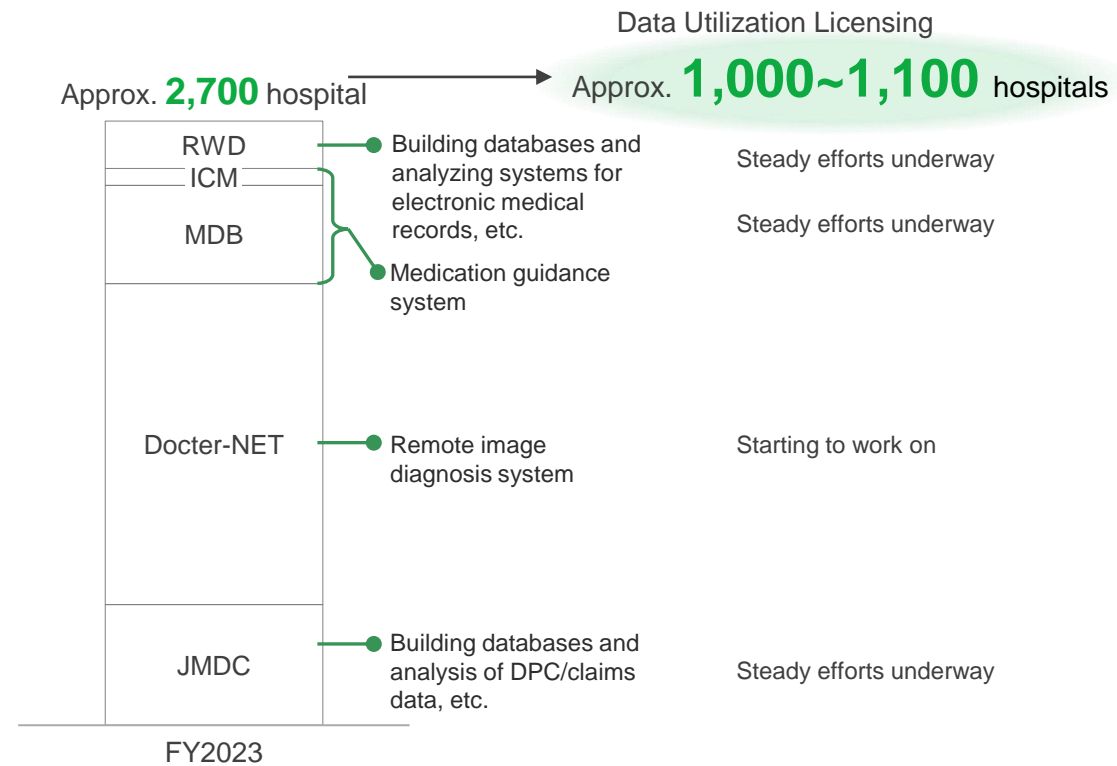 Data Utilization Licensing
Approx. 2,700 hospital
Approx. 1,000~1,100 hospitals
RWD
Building databases and
analyzing systems for
electronic medical
records, etc.
Steady efforts underway
ICM
MDB
Medication guidance
system
Steady efforts underway
Docter-NET
Remote image
diagnosis system
Starting to work on
JMDC
Building databases and
analysis of DPC/claims
data, etc.
Steady efforts underway
FY2023